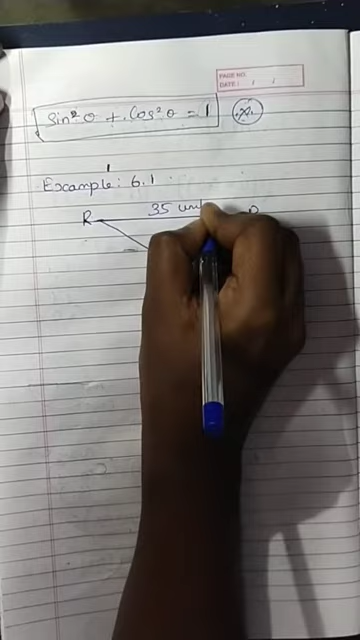 PAGE NO.
DATE: / /
Sin²θ + Cos²θ = 1
Example: 6.1
R 35